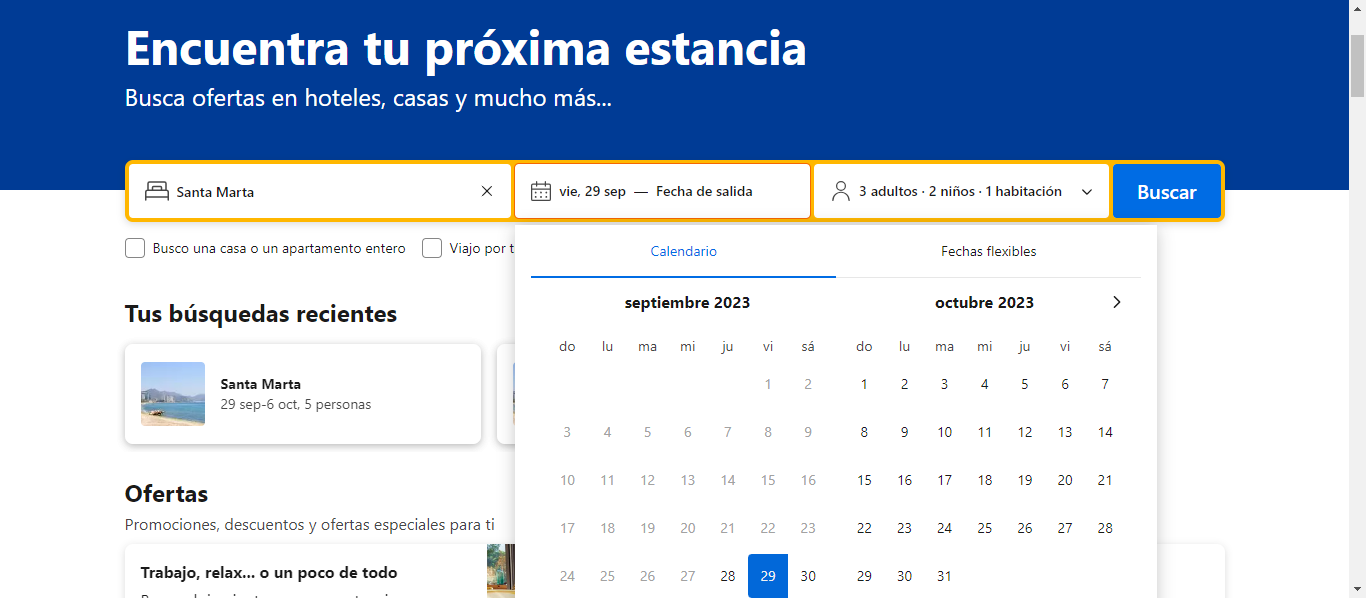 Encuentra tu próxima estancia
Busca ofertas en hoteles, casas y mucho más...
Santa Marta
vie, 29 sep — Fecha de salida
3 adultos · 2 niños · 1 habitación
Buscar
Busco una casa o un apartamento entero
Viajo por t
Calendario
Fechas flexibles
septiembre 2023
do lu ma mi ju vi sá
1 2
3 4 5 6 7 8 9
10 11 12 13 14 15 16
17 18 19 20 21 22 23
24 25 26 27 28 29 30
octubre 2023
do lu ma mi ju vi sá
1 2 3 4 5 6 7
8 9 10 11 12 13 14
15 16 17 18 19 20 21
22 23 24 25 26 27 28
29 30 31
Tus búsquedas recientes
Santa Marta
29 sep-6 oct, 5 personas
Ofertas
Promociones, descuentos y ofertas especiales para ti
Trabajo, relax... o un poco de todo